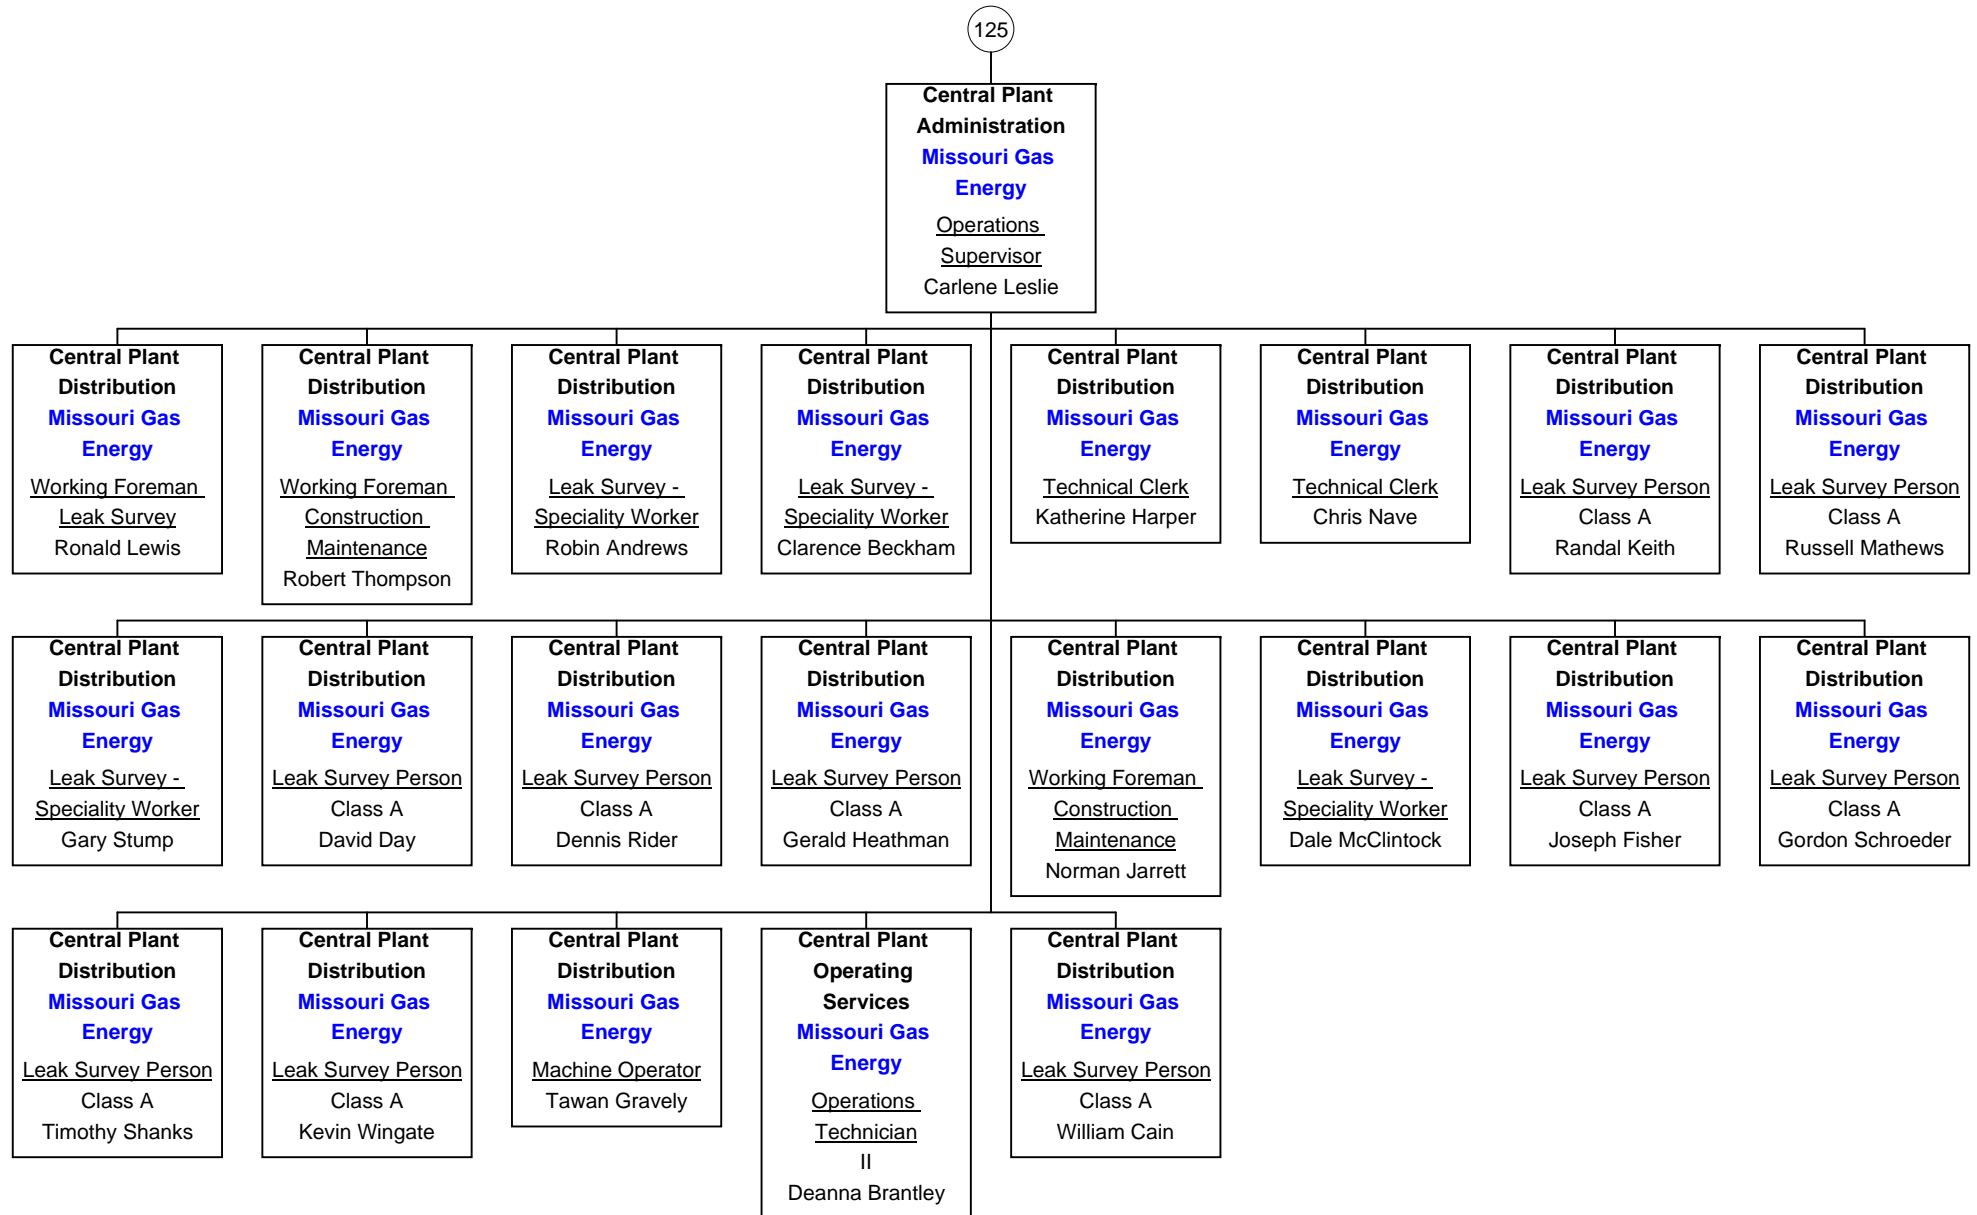 125
Central Plant
Administration
Missouri Gas
Energy
Operations
Supervisor
Carlene Leslie
Central Plant
Distribution
Missouri Gas
Energy
Working Foreman
Leak Survey
Ronald Lewis
Central Plant
Distribution
Missouri Gas
Energy
Working Foreman
Construction
Maintenance
Robert Thompson
Central Plant
Distribution
Missouri Gas
Energy
Leak Survey -
Speciality Worker
Robin Andrews
Central Plant
Distribution
Missouri Gas
Energy
Leak Survey -
Speciality Worker
Clarence Beckham
Central Plant
Distribution
Missouri Gas
Energy
Technical Clerk
Katherine Harper
Central Plant
Distribution
Missouri Gas
Energy
Technical Clerk
Chris Nave
Central Plant
Distribution
Missouri Gas
Energy
Leak Survey Person
Class A
Randal Keith
Central Plant
Distribution
Missouri Gas
Energy
Leak Survey Person
Class A
Russell Mathews
Central Plant
Distribution
Missouri Gas
Energy
Leak Survey -
Speciality Worker
Gary Stump
Central Plant
Distribution
Missouri Gas
Energy
Leak Survey Person
Class A
David Day
Central Plant
Distribution
Missouri Gas
Energy
Leak Survey Person
Class A
Dennis Rider
Central Plant
Distribution
Missouri Gas
Energy
Leak Survey Person
Class A
Gerald Heathman
Central Plant
Distribution
Missouri Gas
Energy
Working Foreman
Construction
Maintenance
Norman Jarrett
Central Plant
Distribution
Missouri Gas
Energy
Leak Survey -
Speciality Worker
Dale McClintock
Central Plant
Distribution
Missouri Gas
Energy
Leak Survey Person
Class A
Joseph Fisher
Central Plant
Distribution
Missouri Gas
Energy
Leak Survey Person
Class A
Gordon Schroeder
Central Plant
Distribution
Missouri Gas
Energy
Leak Survey Person
Class A
Timothy Shanks
Central Plant
Distribution
Missouri Gas
Energy
Leak Survey Person
Class A
Kevin Wingate
Central Plant
Distribution
Missouri Gas
Energy
Machine Operator
Tawan Gravely
Central Plant
Operating
Services
Missouri Gas
Energy
Operations
Technician
II
Deanna Brantley
Central Plant
Distribution
Missouri Gas
Energy
Leak Survey Person
Class A
William Cain